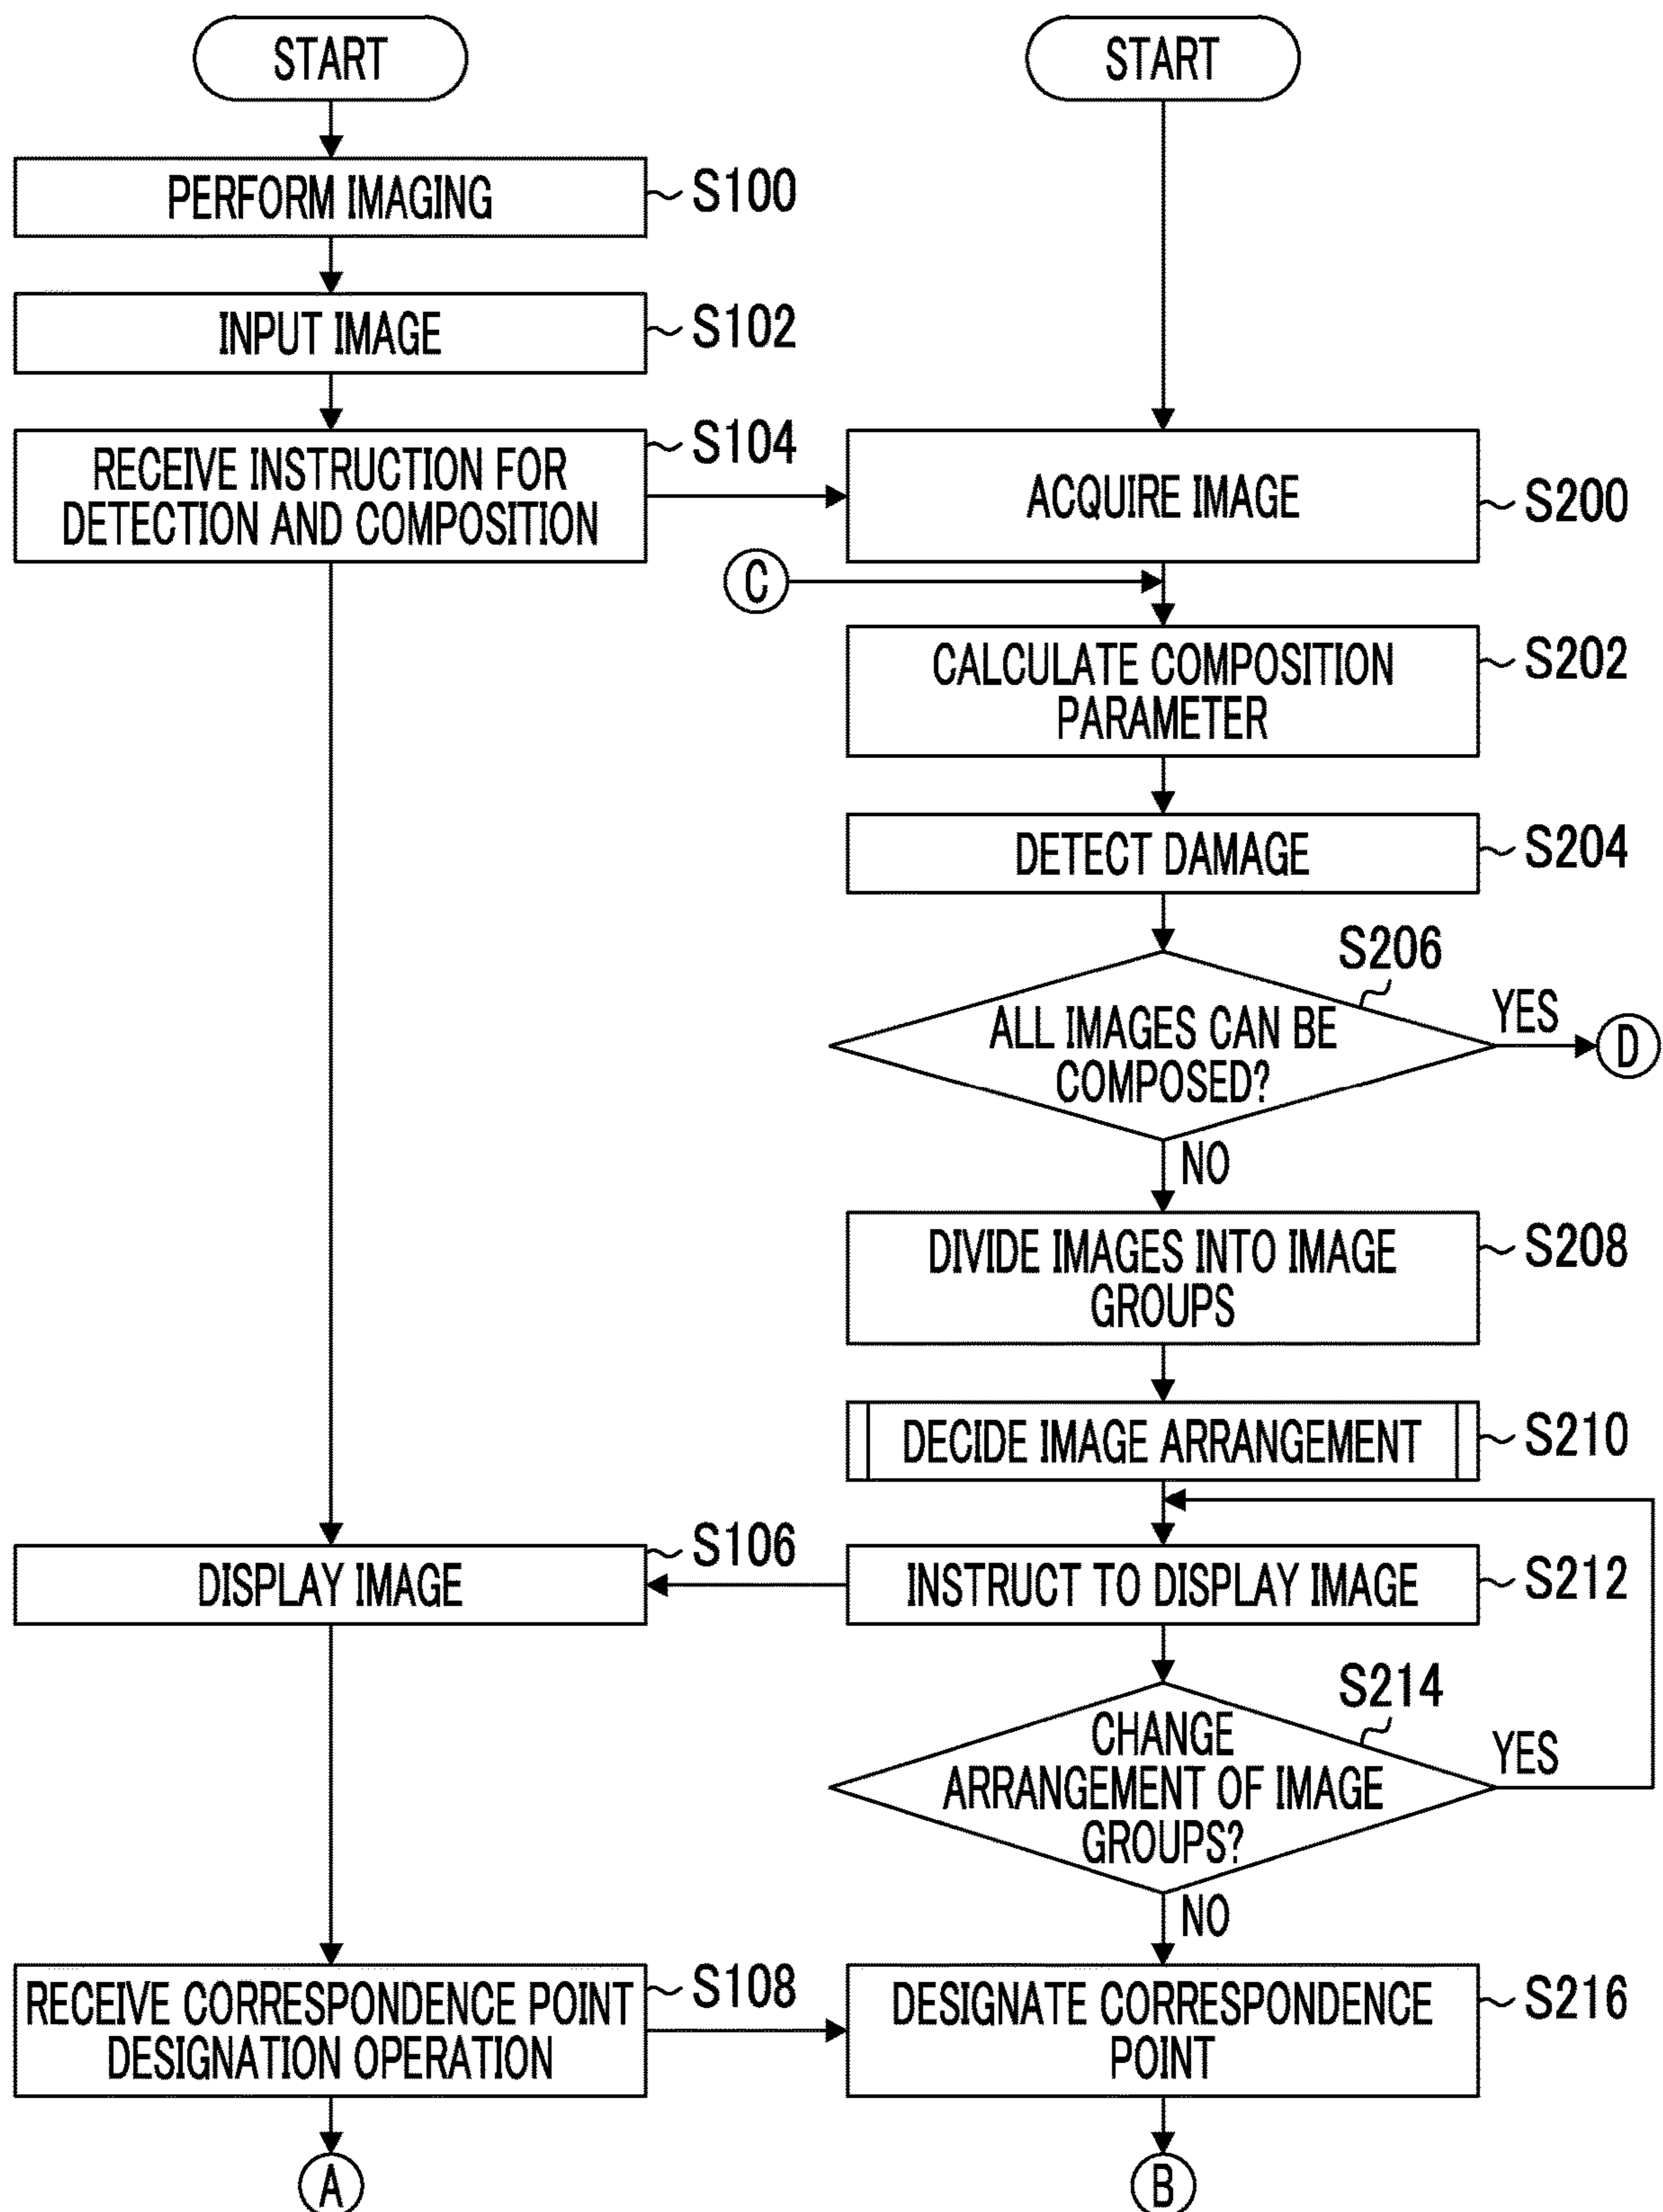 START
PERFORM IMAGING
S100
INPUT IMAGE
S102
RECEIVE INSTRUCTION FOR
DETECTION AND COMPOSITION
S104
START
ACQUIRE IMAGE
S200
C
CALCULATE COMPOSITION
PARAMETER
S202
DETECT DAMAGE
S204
S206
ALL IMAGES CAN BE
COMPOSED?
YES
D
NO
DIVIDE IMAGES INTO IMAGE
GROUPS
S208
DECIDE IMAGE ARRANGEMENT
S210
DISPLAY IMAGE
S106
INSTRUCT TO DISPLAY IMAGE
S212
S214
CHANGE
ARRANGEMENT OF IMAGE
GROUPS?
YES
NO
RECEIVE CORRESPONDENCE POINT
DESIGNATION OPERATION
S108
DESIGNATE CORRESPONDENCE
POINT
S216
A
B